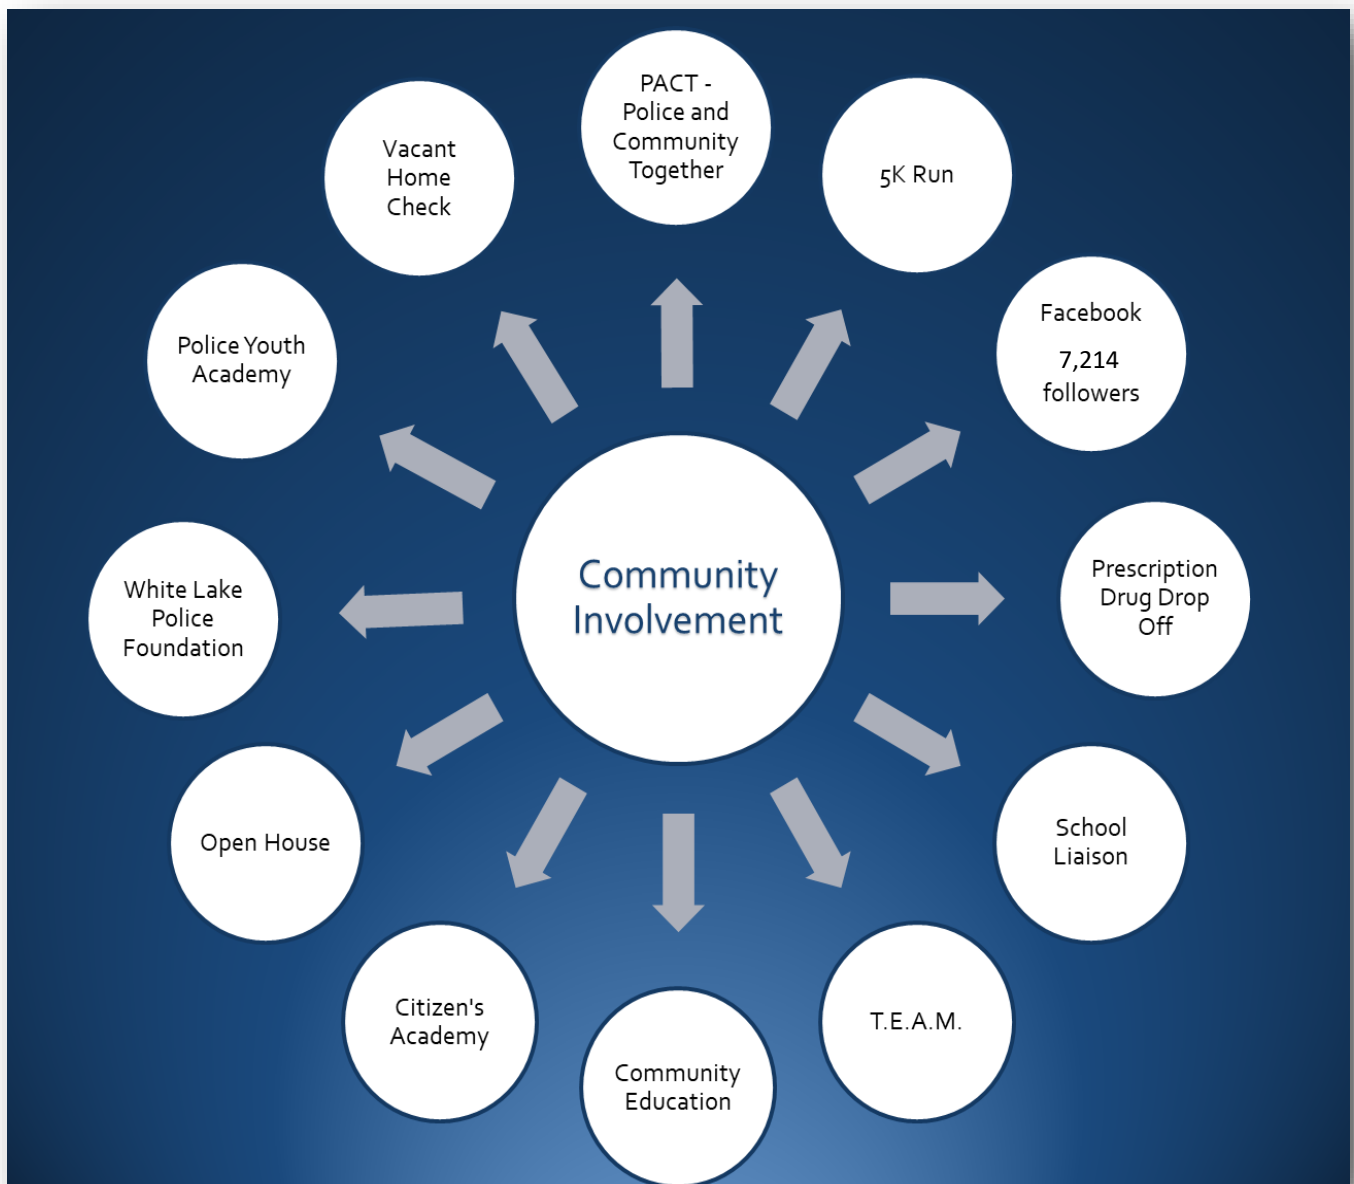 PACT -
Police and
Community
Together
5K Run
Facebook
7,214
followers
Prescription
Drug Drop
Off
School
Liaison
T.E.A.M.
Community
Education
Citizen's
Academy
Open House
White Lake
Police
Foundation
Police Youth
Academy
Vacant
Home
Check
Community
Involvement